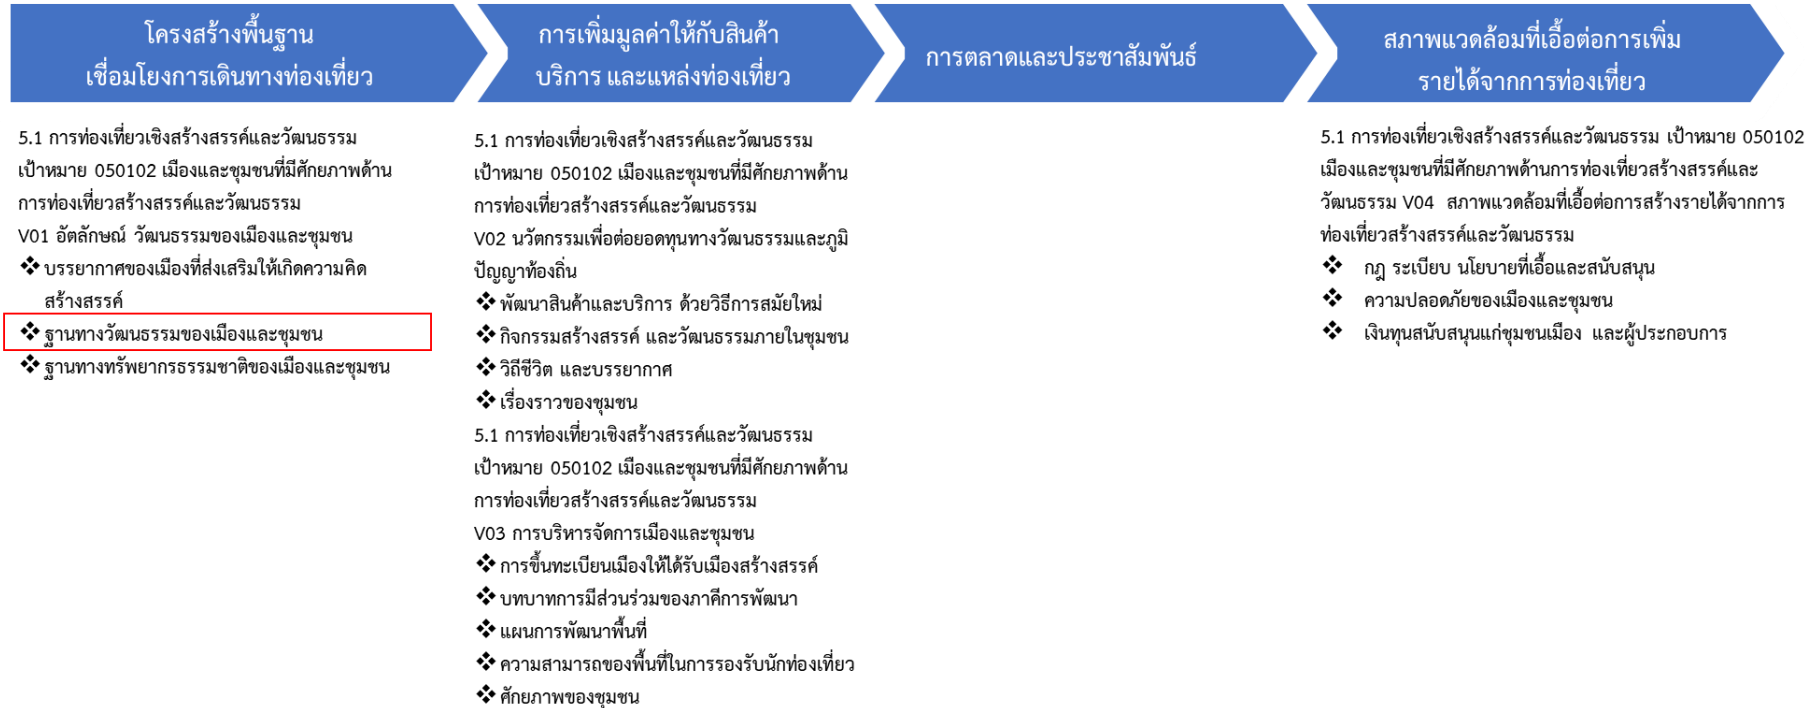 โครงสร้างพื้นฐาน
เชื่อมโยงการเดินทางท่องเที่ยว
การเพิ่มมูลค่าให้กับสินค้า
บริการ และแหล่งท่องเที่ยว
การตลาดและประชาสัมพันธ์
สภาพแวดล้อมที่เอื้อต่อการเพิ่ม
รายได้จากการท่องเที่ยว
5.1 การท่องเที่ยวเชิงสร้างสรรค์และวัฒนธรรม
เป้าหมาย 050102 เมืองและชุมชนที่มีศักยภาพด้าน
การท่องเที่ยวสร้างสรรค์และวัฒนธรรม
V01 อัตลักษณ์ วัฒนธรรมของเมืองและชุมชน
❖ บรรยากาศของเมืองที่ส่งเสริมให้เกิดความคิด
สร้างสรรค์
❖ ฐานทางวัฒนธรรมของเมืองและชุมชน
❖ ฐานทางทรัพยากรธรรมชาติของเมืองและชุมชน
5.1 การท่องเที่ยวเชิงสร้างสรรค์และวัฒนธรรม
เป้าหมาย 050102 เมืองและชุมชนที่มีศักยภาพด้าน
การท่องเที่ยวสร้างสรรค์และวัฒนธรรม
V02 นวัตกรรมเพื่อต่อยอดทุนทางวัฒนธรรมและภูมิ
ปัญญาท้องถิ่น
❖ พัฒนาสินค้าและบริการ ด้วยวิธีการสมัยใหม่
❖ กิจกรรมสร้างสรรค์ และวัฒนธรรมภายในชุมชน
❖ วิถีชีวิต และบรรยากาศ
❖ เรื่องราวของชุมชน
5.1 การท่องเที่ยวเชิงสร้างสรรค์และวัฒนธรรม
เป้าหมาย 050102 เมืองและชุมชนที่มีศักยภาพด้าน
การท่องเที่ยวสร้างสรรค์และวัฒนธรรม
V03 การบริหารจัดการเมืองและชุมชน
❖ การขึ้นทะเบียนเมืองให้ได้รับเมืองสร้างสรรค์
❖ บทบาทการมีส่วนร่วมของภาคีการพัฒนา
❖ แผนการพัฒนาพื้นที่
❖ ความสามารถของพื้นที่ในการรองรับนักท่องเที่ยว
❖ ศักยภาพของชุมชน
5.1 การท่องเที่ยวเชิงสร้างสรรค์และวัฒนธรรม เป้าหมาย 050102
เมืองและชุมชนที่มีศักยภาพด้านการท่องเที่ยวสร้างสรรค์และ
วัฒนธรรม V04 สภาพแวดล้อมที่เอื้อต่อการสร้างรายได้จากการ
ท่องเที่ยวสร้างสรรค์และวัฒนธรรม
❖ กฎ ระเบียบ นโยบายที่เอื้อและสนับสนุน
❖ ความปลอดภัยของเมืองและชุมชน
❖ เงินทุนสนับสนุนแก่ชุมชนเมือง และผู้ประกอบการ